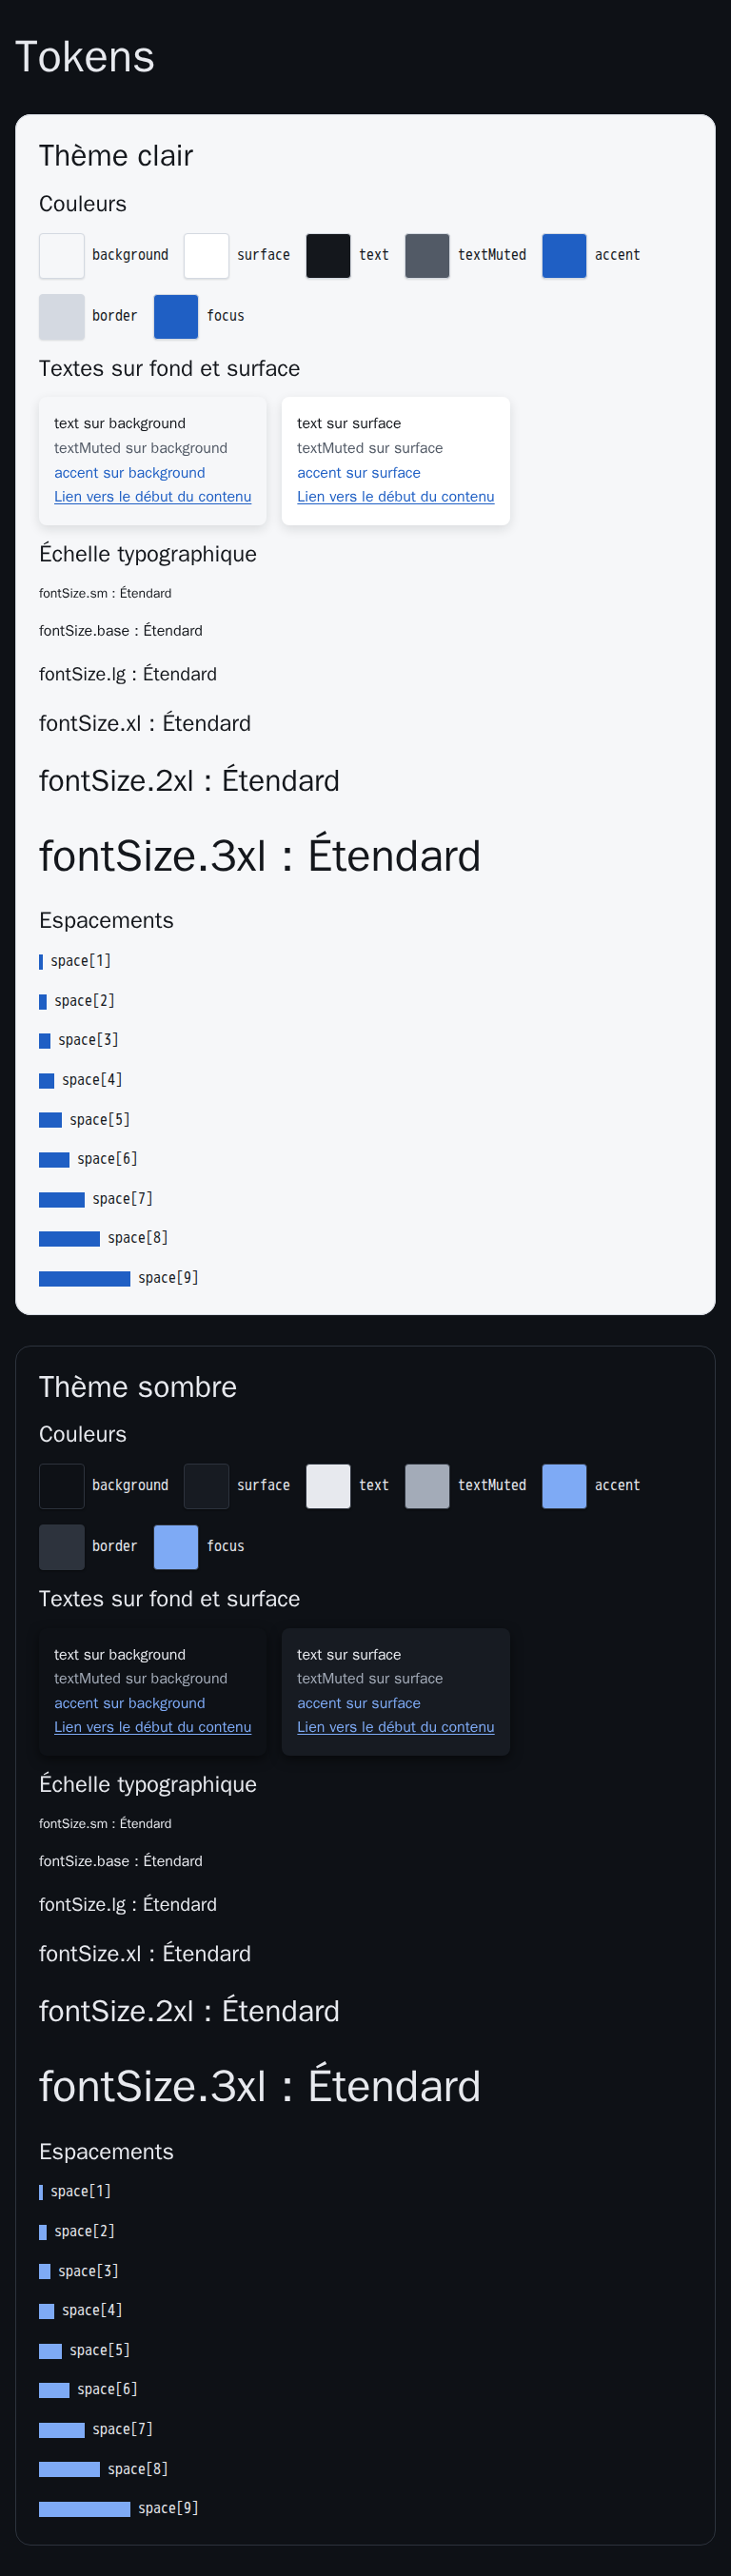 Tokens
Thème clair
Couleurs
background surface text textMuted accent
border focus
Textes sur fond et surface
text sur background
textMuted sur background
accent sur background
Lien vers le début du contenu
text sur surface
textMuted sur surface
accent sur surface
Lien vers le début du contenu
Échelle typographique
fontSize.sm : Étendard
fontSize.base : Étendard
fontSize.lg : Étendard
fontSize.xl : Étendard
fontSize.2xl : Étendard
fontSize.3xl : Étendard
Espacements
space[1]
space[2]
space[3]
space[4]
space[5]
space[6]
space[7]
space[8]
space[9]
Thème sombre
Couleurs
background surface text textMuted accent
border focus
Textes sur fond et surface
text sur background
textMuted sur background
accent sur background
Lien vers le début du contenu
text sur surface
textMuted sur surface
accent sur surface
Lien vers le début du contenu
Échelle typographique
fontSize.sm : Étendard
fontSize.base : Étendard
fontSize.lg : Étendard
fontSize.xl : Étendard
fontSize.2xl : Étendard
fontSize.3xl : Étendard
Espacements
space[1]
space[2]
space[3]
space[4]
space[5]
space[6]
space[7]
space[8]
space[9]